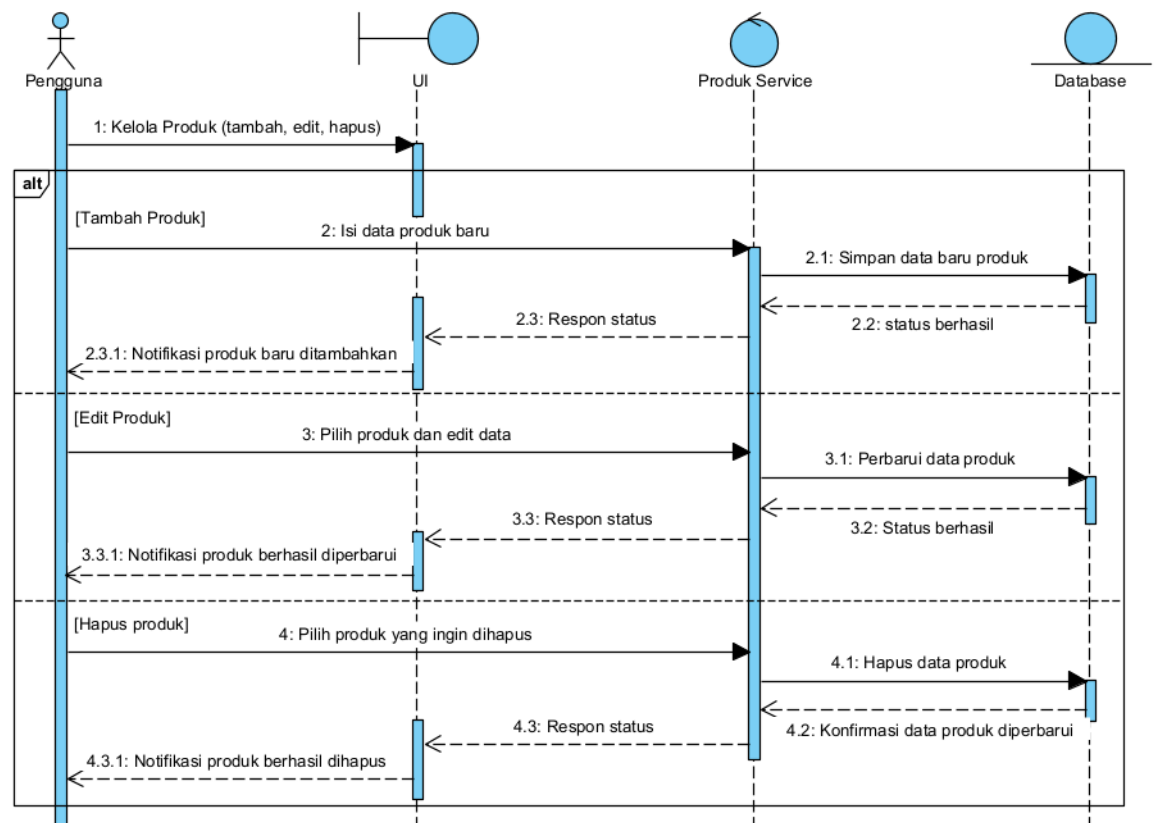 Pengguna
UI
Produk Service
Database
1: Kelola Produk (tambah, edit, hapus)
alt
[Tambah Produk]
2: Isi data produk baru
2.1: Simpan data baru produk
2.2: status berhasil
2.3: Respon status
2.3.1: Notifikasi produk baru ditambahkan
[Edit Produk]
3: Pilih produk dan edit data
3.1: Perbarui data produk
3.2: Status berhasil
3.3: Respon status
3.3.1: Notifikasi produk berhasil diperbarui
[Hapus produk]
4: Pilih produk yang ingin dihapus
4.1: Hapus data produk
4.2: Konfirmasi data produk diperbarui
4.3: Respon status
4.3.1: Notifikasi produk berhasil dihapus